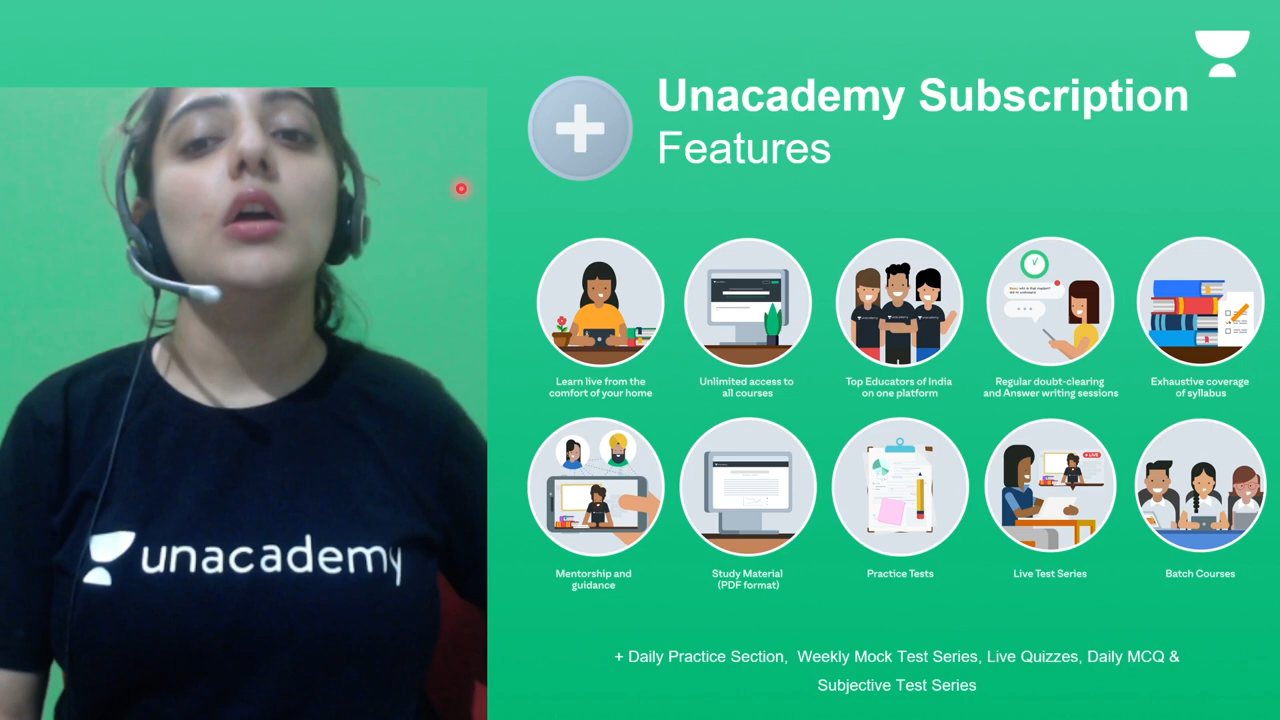 Unacademy Subscription
Features
Learn live from the
comfort of your home
Unlimited access to
all courses
Top Educators of India
on one platform
Regular doubt-clearing
and Answer writing sessions
Exhaustive coverage
of syllabus
Mentorship and
guidance
Study Material
(PDF format)
Practice Tests
LIVE
Live Test Series
Batch Courses
+ Daily Practice Section, Weekly Mock Test Series, Live Quizzes, Daily MCQ &
Subjective Test Series
unacademy